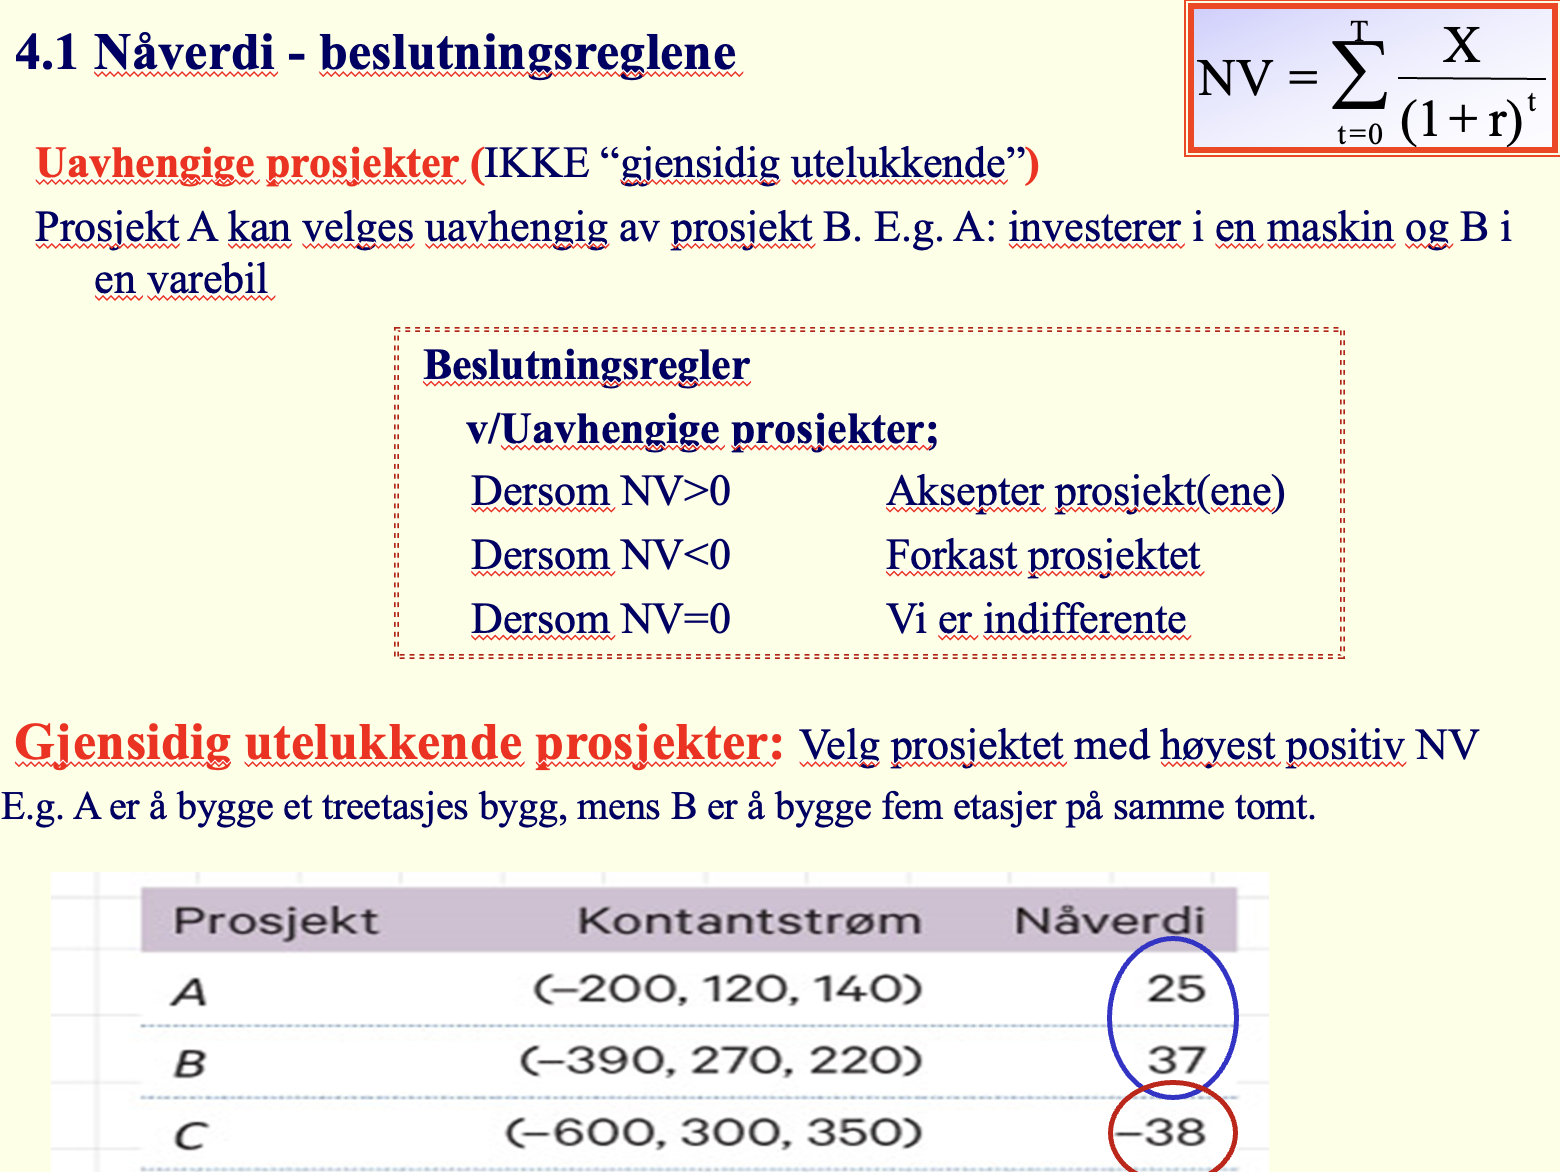 4.1 Nåverdi - beslutningsreglene
NV = T ∑ t=0 X / (1 + r)^t
Uavhengige prosjekter (IKKE “gjensidig utelukkende”)
Prosjekt A kan velges uavhengig av prosjekt B. E.g. A: investerer i en maskin og B i
en varebil
Beslutningsregler
v/Uavhengige prosjekter;
Dersom NV>0 Aksepter prosjekt(ene)
Dersom NV<0 Forkast prosjektet
Dersom NV=0 Vi er indifferente
Gjensidig utelukkende prosjekter: Velg prosjektet med høyest positiv NV
E.g. A er å bygge et treetasjes bygg, mens B er å bygge fem etasjer på samme tomt.
Prosjekt Kontantstrøm Nåverdi
A (–200, 120, 140) 25
B (–390, 270, 220) 37
C (–600, 300, 350) –38